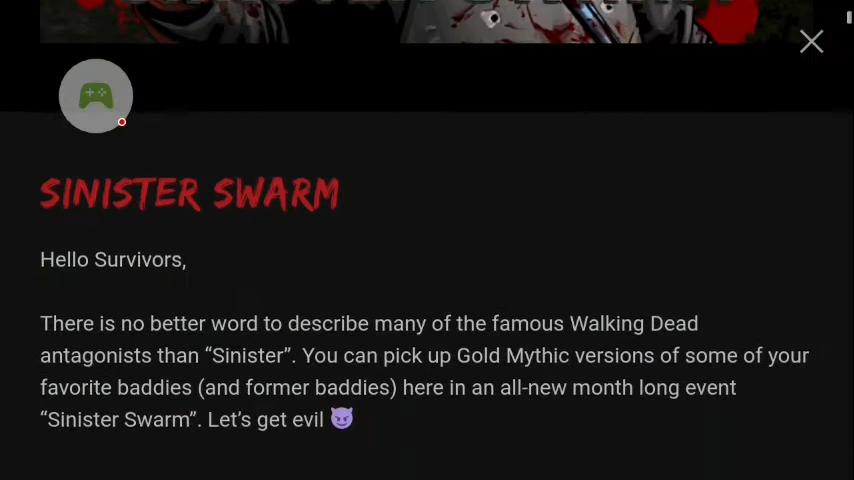 SINISTER SWARM
Hello Survivors,
There is no better word to describe many of the famous Walking Dead
antagonists than “Sinister”. You can pick up Gold Mythic versions of some of your
favorite baddies (and former baddies) here in an all-new month long event
“Sinister Swarm”. Let’s get evil 😈